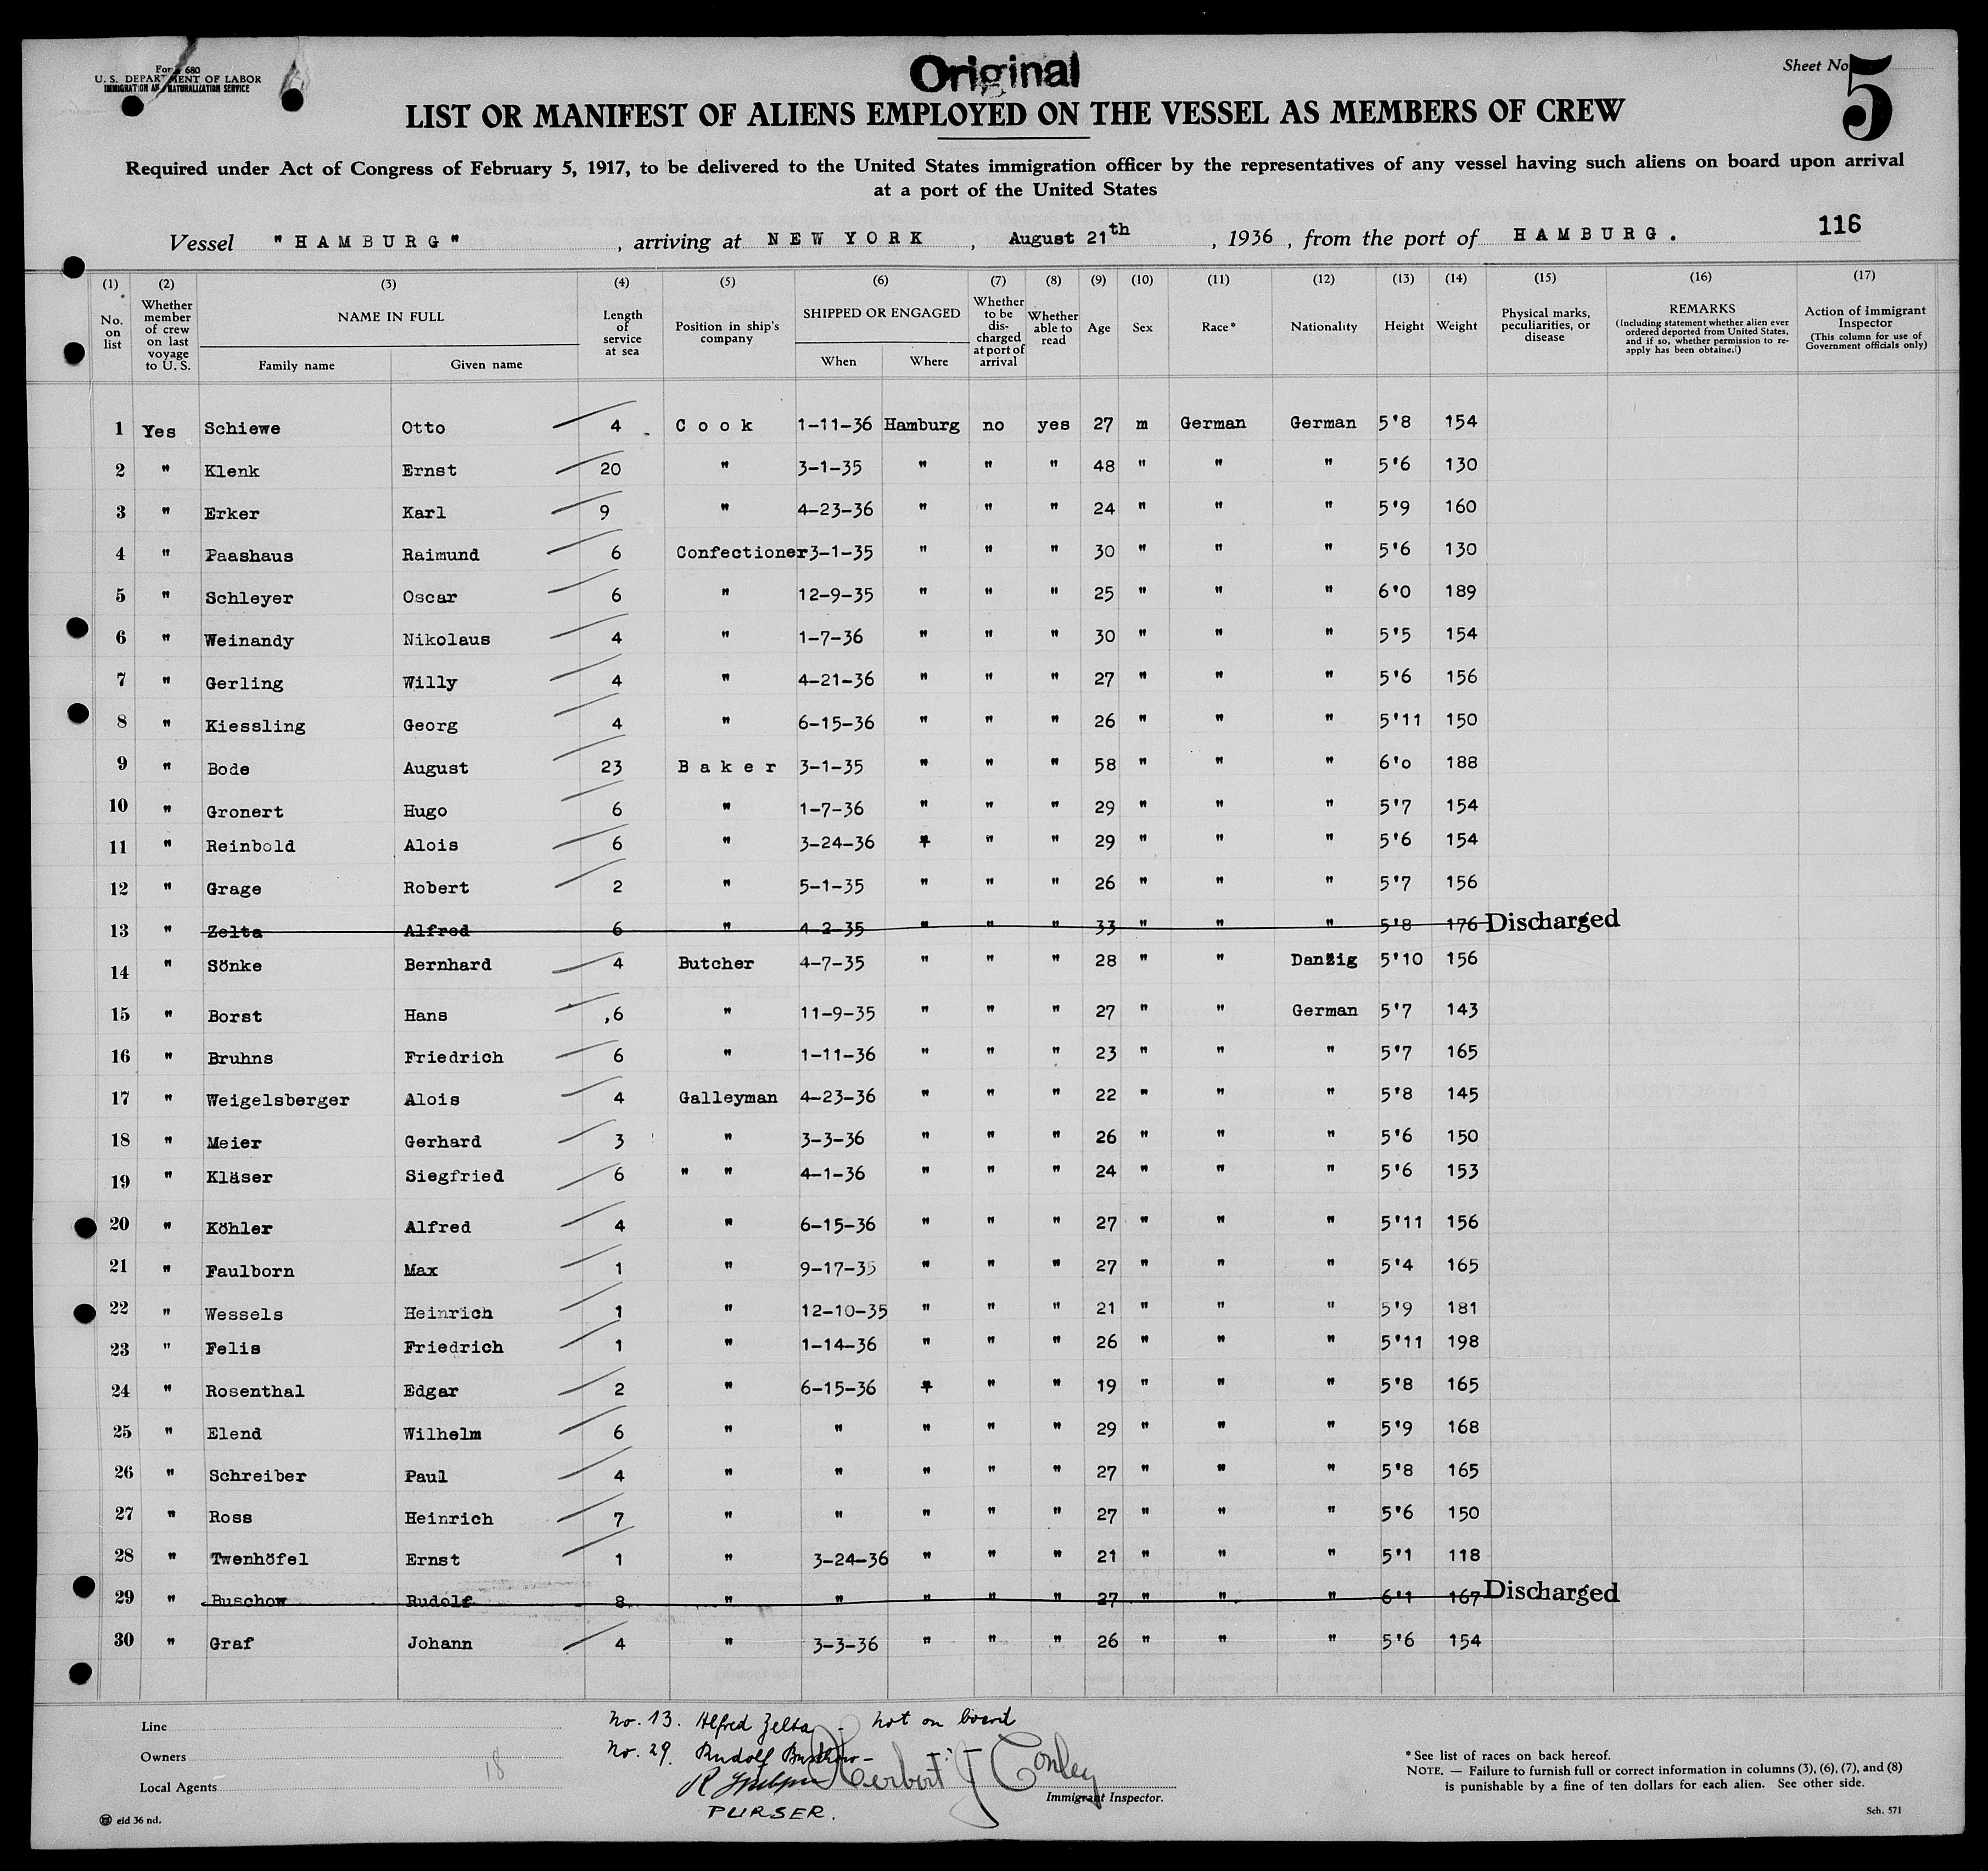 Form 680
U. S. DEPARTMENT OF LABOR
IMMIGRATION AND NATURALIZATION SERVICE
Original
Sheet No. 5
LIST OR MANIFEST OF ALIENS EMPLOYED ON THE VESSEL AS MEMBERS OF CREW
Required under Act of Congress of February 5, 1917, to be delivered to the United States immigration officer by the representatives of any vessel having such aliens on board upon arrival
at a port of the United States
116
Vessel "HAMBURG", arriving at NEW YORK, August 21th, 1936, from the port of HAMBURG.
(1) (2) (3) (4) (5) (6) (7) (8) (9) (10) (11) (12) (13) (14) (15) (16) (17)
No. on list
Whether member of crew on last voyage to U. S.
NAME IN FULL
Family name Given name
Length of service at sea
Position in ship's company
SHIPPED OR ENGAGED
When Where
Whether to be discharged at port of arrival
Whether able to read
Age
Sex
Race*
Nationality
Height
Weight
Physical marks, peculiarities, or disease
REMARKS
(Including statement whether alien ever ordered deported from United States, and if so, whether permission to reapply has been obtained)
Action of Immigrant Inspector
(This column for use of Government officials only)
1 Yes Schiewe Otto 4 Cook 1-11-36 Hamburg no yes 27 m German German 5'8 154
2 " Klenk Ernst 20 " 3-1-35 " " " 48 " " " 5'6 130
3 " Erker Karl 9 " 4-23-36 " " " 24 " " " 5'9 160
4 " Paashaus Raimund 6 Confectioner 3-1-35 " " " 30 " " " 5'6 130
5 " Schleyer Oscar 6 " 12-9-35 " " " 25 " " " 6'0 189
6 " Weinandy Nikolaus 4 " 1-7-36 " " " 30 " " " 5'5 154
7 " Gerling Willy 4 " 4-21-36 " " " 27 " " " 5'6 156
8 " Kiessling Georg 4 " 6-15-36 " " " 26 " " " 5'11 150
9 " Bode August 23 Baker 3-1-35 " " " 58 " " " 6'o 188
10 " Gronert Hugo 6 " 1-7-36 " " " 29 " " " 5'7 154
11 " Reinbold Alois 6 " 3-24-36 " " " 29 " " " 5'6 154
12 " Grage Robert 2 " 5-1-35 " " " 26 " " " 5'7 156
13 " Zelta Alfred 6 " 4-2-35 " " " 33 " " " 5'8 176 Discharged
14 " Sönke Bernhard 4 Butcher 4-7-35 " " " 28 " " Danzig 5'10 156
15 " Borst Hans ,6 " 11-9-35 " " " 27 " " German 5'7 143
16 " Bruhns Friedrich 6 " 1-11-36 " " " 23 " " " 5'7 165
17 " Weigelsberger Alois 4 Galleyman 4-23-36 " " " 22 " " " 5'8 145
18 " Meier Gerhard 3 " 3-3-36 " " " 26 " " " 5'6 150
19 " Kläser Siegfried 6 " " 4-1-36 " " " 24 " " " 5'6 153
20 " Köhler Alfred 4 " 6-15-36 " " " 27 " " " 5'11 156
21 " Faulborn Max 1 " 9-17-35 " " " 27 " " " 5'4 165
22 " Wessels Heinrich 1 " 12-10-35 " " " 21 " " " 5'9 181
23 " Felis Friedrich 1 " 1-14-36 " " " 26 " " " 5'11 198
24 " Rosenthal Edgar 2 " 6-15-36 " " " 19 " " " 5'8 165
25 " Elend Wilhelm 6 " " " " " 29 " " " 5'9 168
26 " Schreiber Paul 4 " " " " " 27 " " " 5'8 165
27 " Ross Heinrich 7 " " " " " 27 " " " 5'6 150
28 " Twenhöfel Ernst 1 " 3-24-36 " " " 21 " " " 5'1 118
29 " Buschow Rudolf 8 " " " " " 27 " " " 6'1 167 Discharged
30 " Graf Johann 4 " 3-3-36 " " " 26 " " " 5'6 154
Line
Owners
Local Agents
18
No. 13. Alfred Zelta - not on board
No. 29. Rudolf Buschow -
PURSER.
Herbert J Conley
Immigrant Inspector.
*See list of races on back hereof.
NOTE. — Failure to furnish full or correct information in columns (3), (6), (7), and (8)
is punishable by a fine of ten dollars for each alien. See other side.
eid 36 nd.
Sch. 571